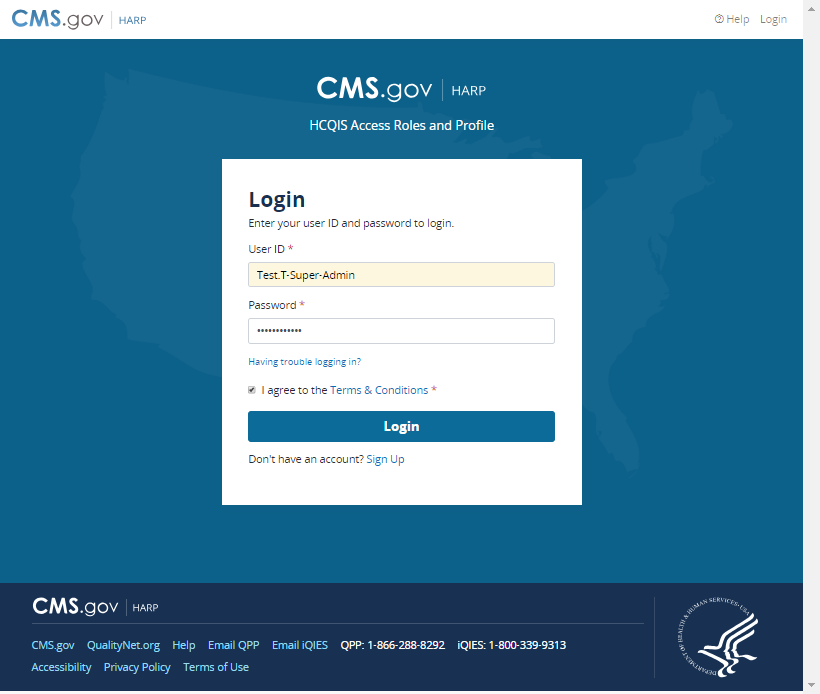 CMS.gov HARP
Help Login
CMS.gov HARP
HCQIS Access Roles and Profile
Login
Enter your user ID and password to login.
User ID *
Test.T-Super-Admin
Password *
••••••••••••
Having trouble logging in?
I agree to the Terms & Conditions *
Login
Don't have an account? Sign Up
CMS.gov HARP
CMS.gov QualityNet.org Help Email QPP Email iQIES QPP: 1-866-288-8292 iQIES: 1-800-339-9313
Accessibility Privacy Policy Terms of Use
DEPARTMENT OF HEALTH & HUMAN SERVICES • USA